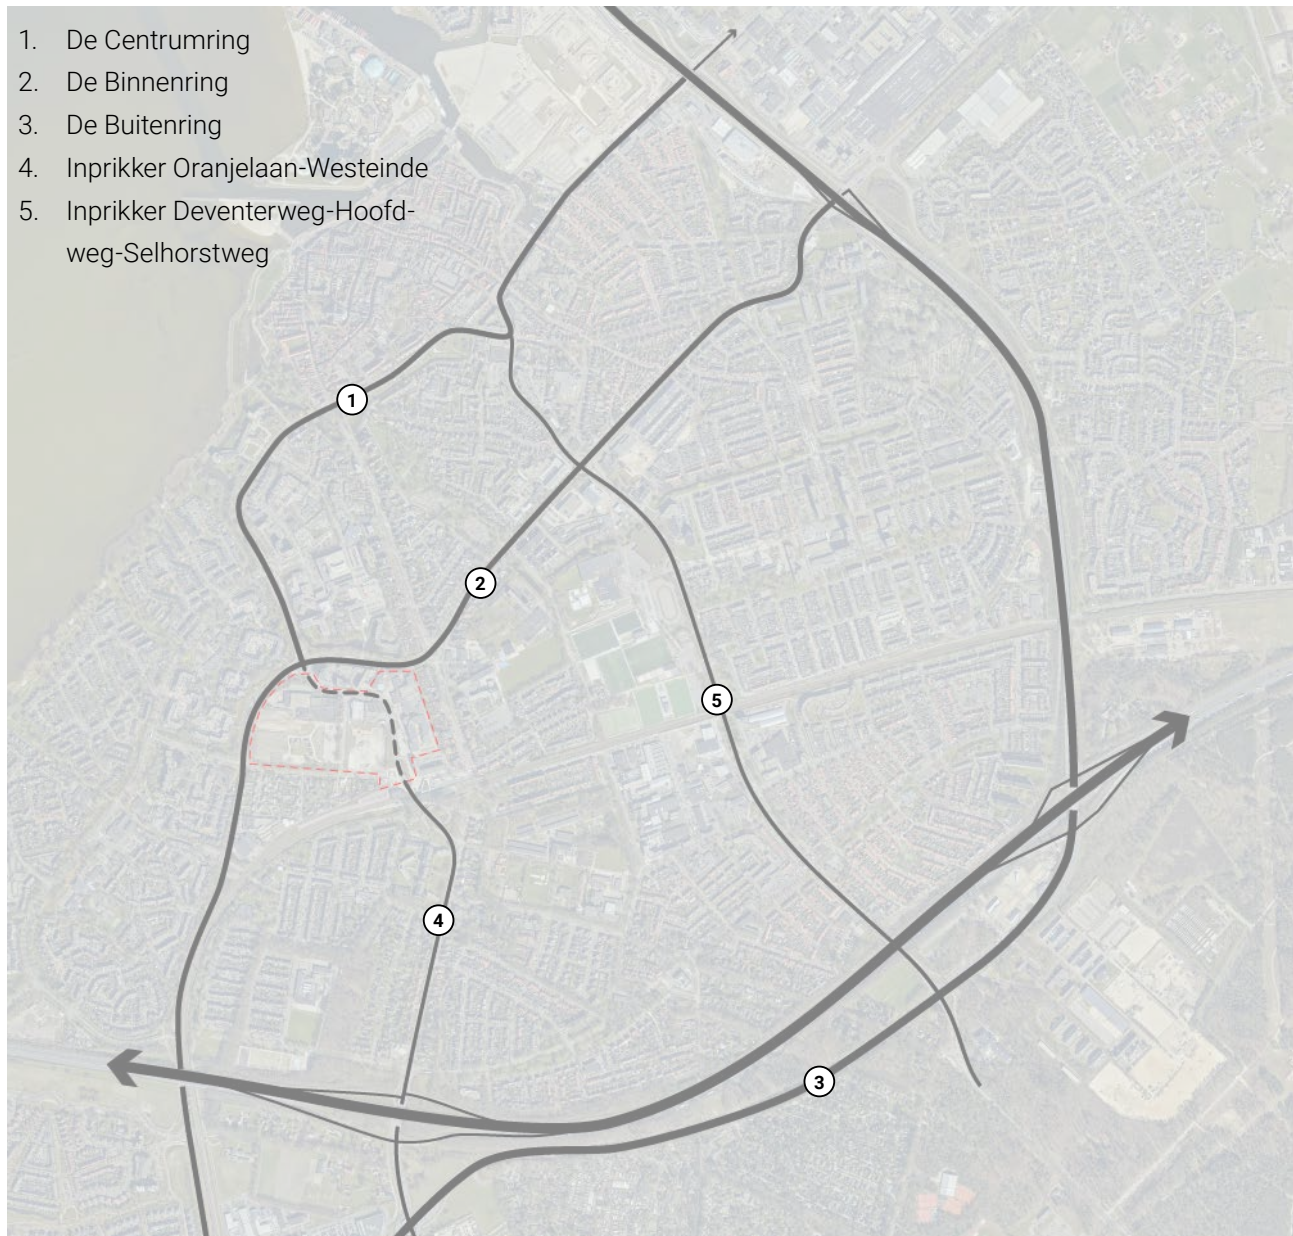 1. De Centrumring
2. De Binnenring
3. De Buitenring
4. Inprikker Oranjelaan-Westeinde
5. Inprikker Deventerweg-Hoofd-
weg-Selhorstweg
1
2
5
4
3